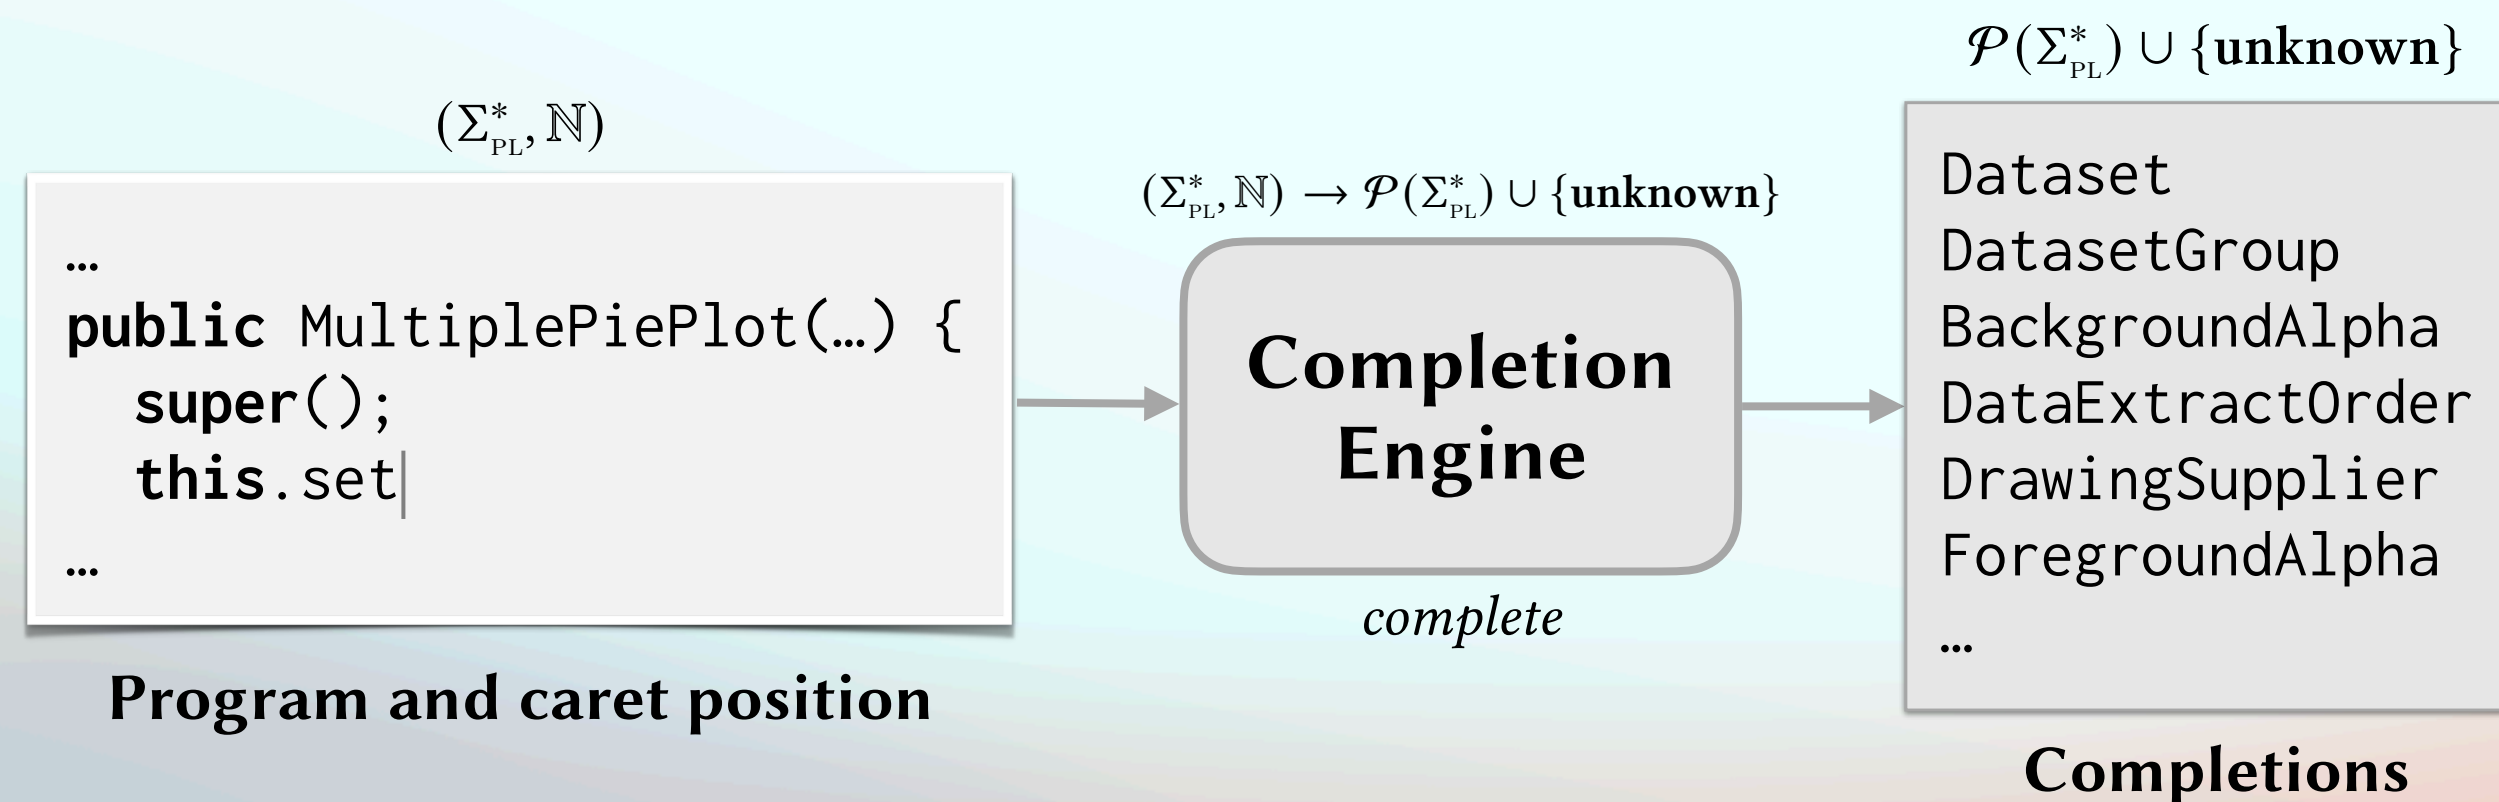 (Σ*PL, ℕ)
…
public MultiplePiePlot(…) {
super();
this.set
…
Program and caret position
(Σ*PL, ℕ) → 𝒫(Σ*PL) ∪ {unknown}
Completion
Engine
complete
𝒫(Σ*PL) ∪ {unknown}
Dataset
DatasetGroup
BackgroundAlpha
DataExtractOrder
DrawingSupplier
ForegroundAlpha
…
Completions